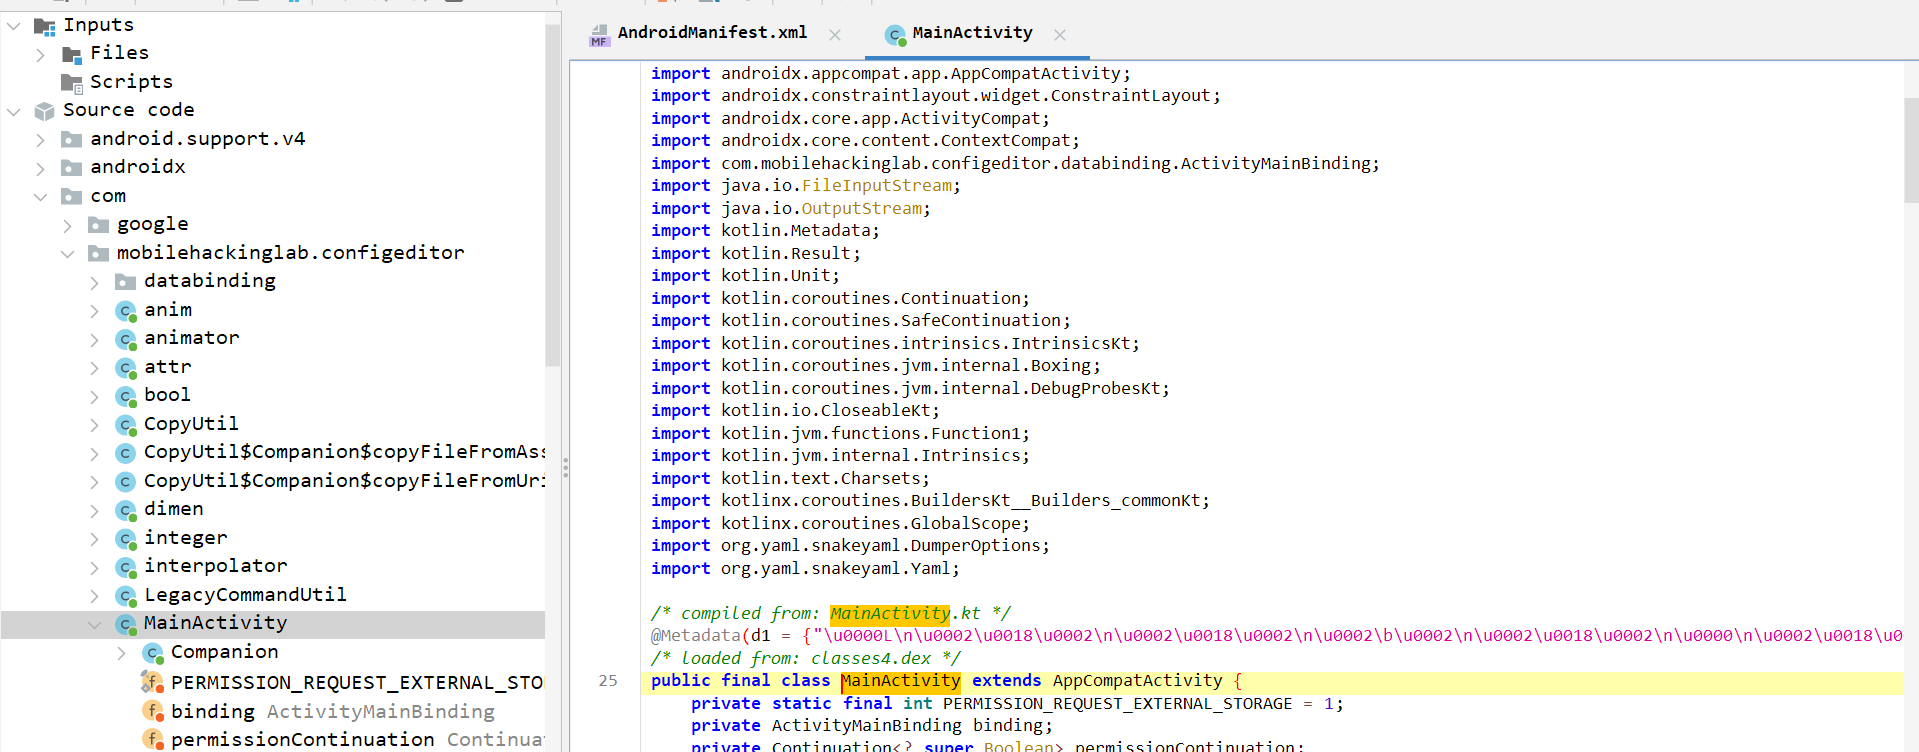 Inputs
Files
Scripts
Source code
android.support.v4
androidx
com
google
mobilehackinglab.configeditor
databinding
anim
animator
attr
bool
CopyUtil
CopyUtil$Companion$copyFileFromAss
CopyUtil$Companion$copyFileFromUri
dimen
integer
interpolator
LegacyCommandUtil
MainActivity
Companion
PERMISSION_REQUEST_EXTERNAL_STO
binding ActivityMainBinding
permissionContinuation Continuat
MF AndroidManifest.xml
MainActivity
import androidx.appcompat.app.AppCompatActivity;
import androidx.constraintlayout.widget.ConstraintLayout;
import androidx.core.app.ActivityCompat;
import androidx.core.content.ContextCompat;
import com.mobilehackinglab.configeditor.databinding.ActivityMainBinding;
import java.io.FileInputStream;
import java.io.OutputStream;
import kotlin.Metadata;
import kotlin.Result;
import kotlin.Unit;
import kotlin.coroutines.Continuation;
import kotlin.coroutines.SafeContinuation;
import kotlin.coroutines.intrinsics.IntrinsicsKt;
import kotlin.coroutines.jvm.internal.Boxing;
import kotlin.coroutines.jvm.internal.DebugProbesKt;
import kotlin.io.CloseableKt;
import kotlin.jvm.functions.Function1;
import kotlin.jvm.internal.Intrinsics;
import kotlin.text.Charsets;
import kotlinx.coroutines.BuildersKt__Builders_commonKt;
import kotlinx.coroutines.GlobalScope;
import org.yaml.snakeyaml.DumperOptions;
import org.yaml.snakeyaml.Yaml;
/* compiled from: MainActivity.kt */
@Metadata(d1 = {"\u0000L\n\u0002\u0018\u0002\n\u0002\u0018\u0002\n\u0002\b\u0002\n\u0002\u0018\u0002\n\u0000\n\u0002\u0018\u0
/* loaded from: classes4.dex */
25 public final class MainActivity extends AppCompatActivity {
private static final int PERMISSION_REQUEST_EXTERNAL_STORAGE = 1;
private ActivityMainBinding binding;
private Continuation<? super Boolean> permissionContinuation;